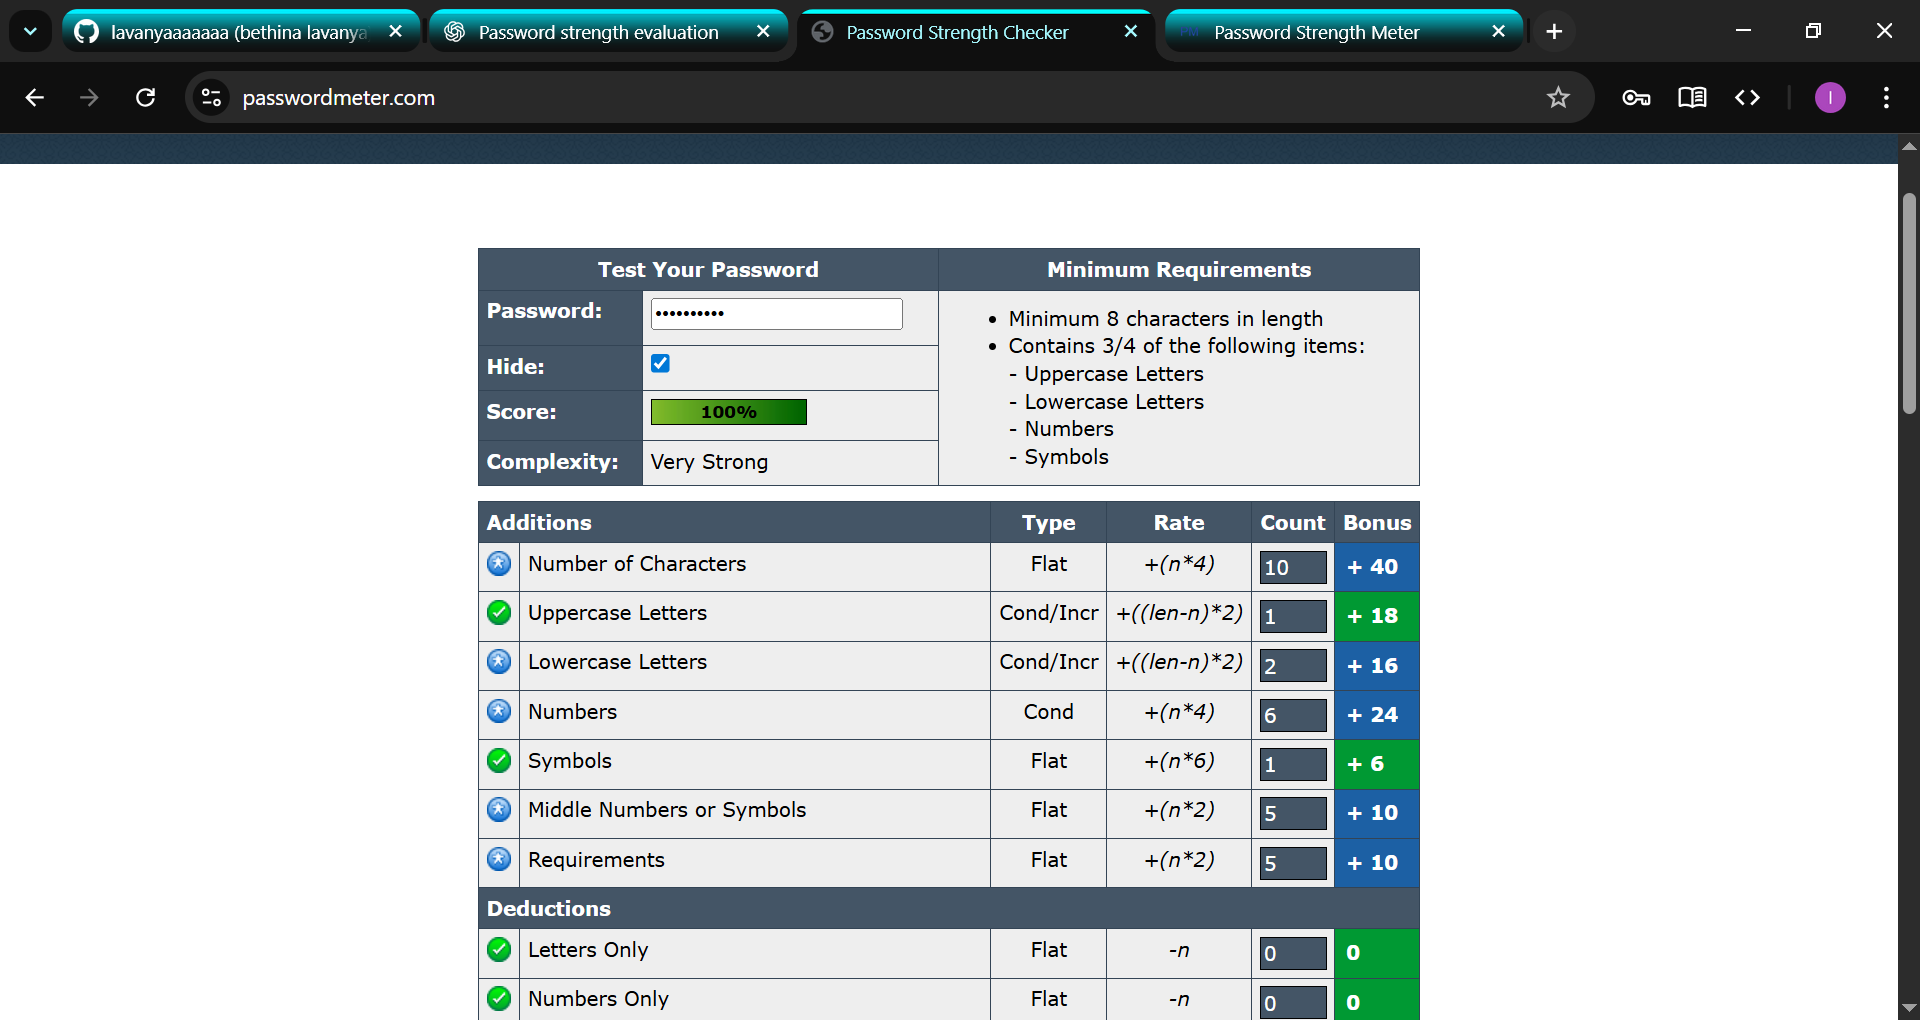 lavanyaaaaaaa (bethina lavanya
Password strength evaluation
Password Strength Checker
Password Strength Meter
passwordmeter.com
I
Test Your Password
Minimum Requirements
Password:
••••••••••
Hide:
Score:
100%
Complexity:
Very Strong
• Minimum 8 characters in length
• Contains 3/4 of the following items:
- Uppercase Letters
- Lowercase Letters
- Numbers
- Symbols
Additions Type Rate Count Bonus
Number of Characters Flat +(n*4) 10 + 40
Uppercase Letters Cond/Incr +((len-n)*2) 1 + 18
Lowercase Letters Cond/Incr +((len-n)*2) 2 + 16
Numbers Cond +(n*4) 6 + 24
Symbols Flat +(n*6) 1 + 6
Middle Numbers or Symbols Flat +(n*2) 5 + 10
Requirements Flat +(n*2) 5 + 10
Deductions
Letters Only Flat -n 0 0
Numbers Only Flat -n 0 0